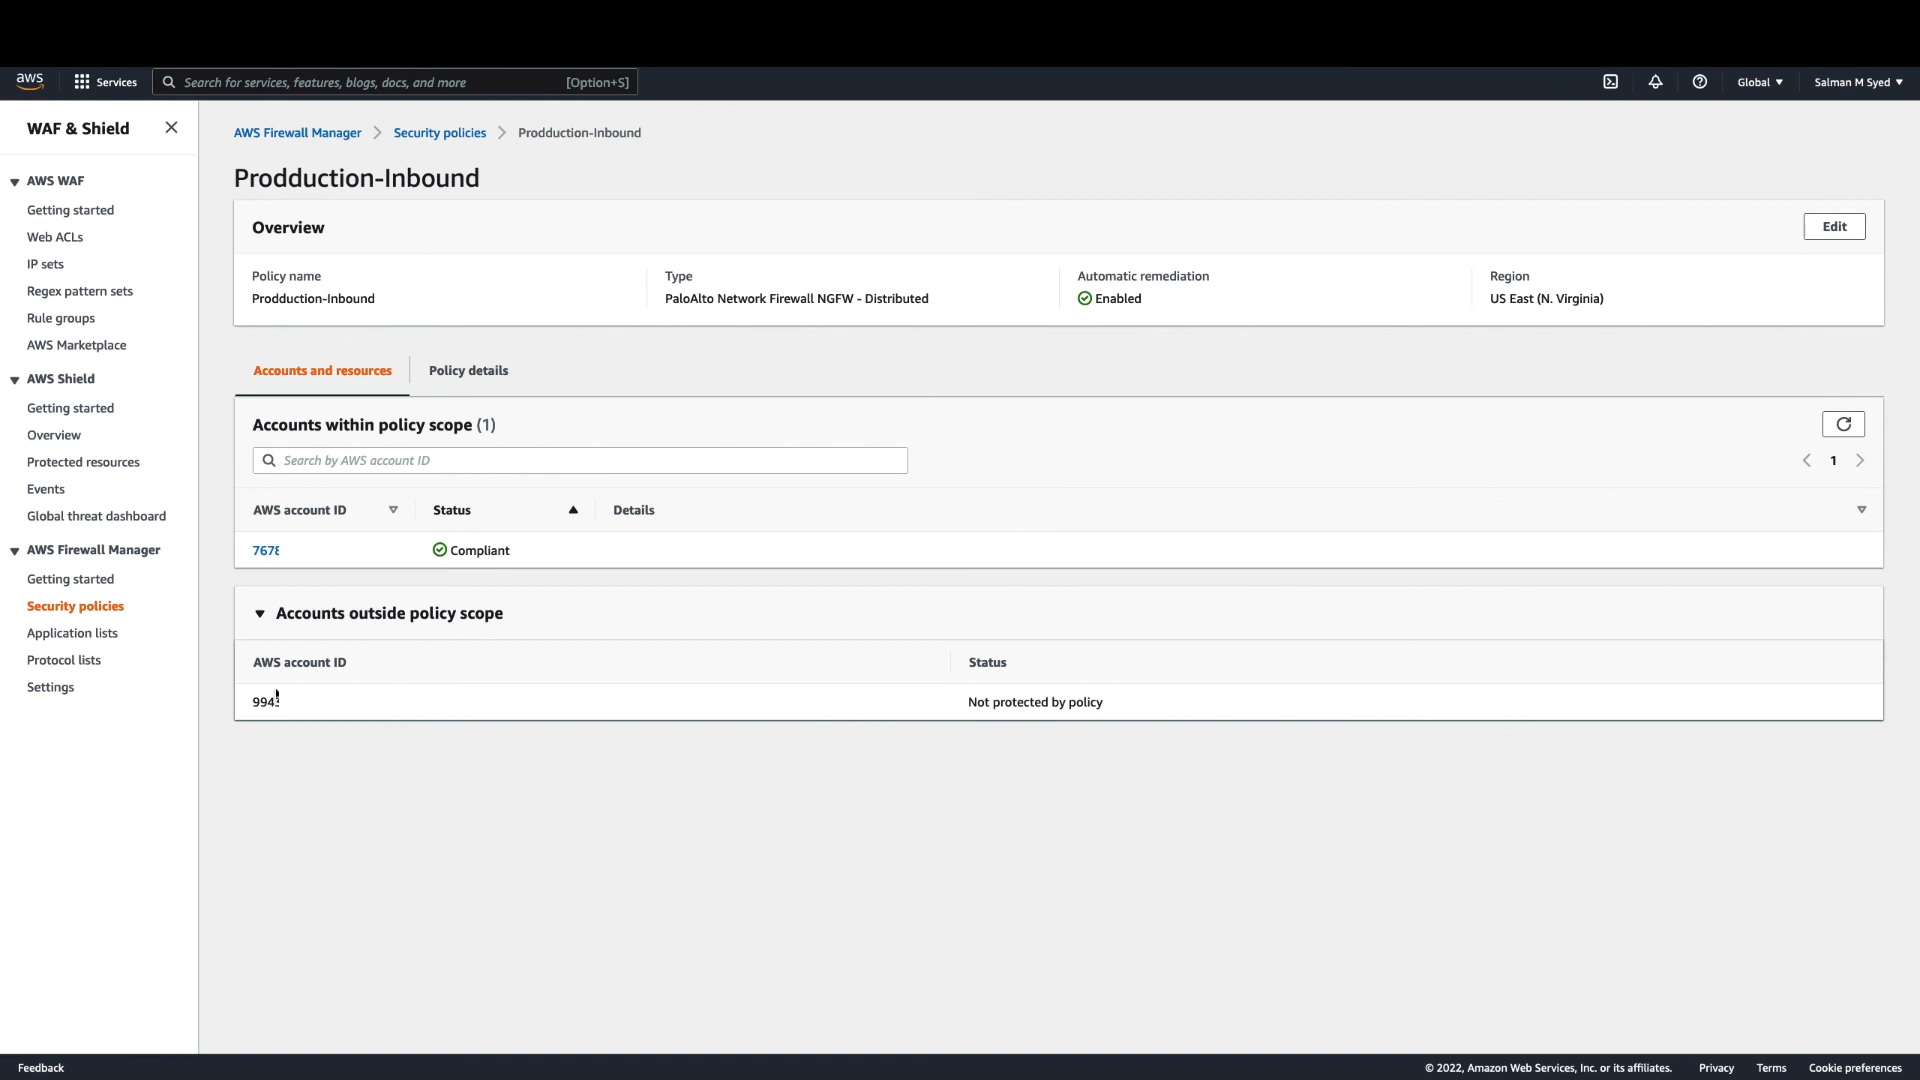 aws
Services
Search for services, features, blogs, docs, and more [Option+S]
Global
Salman M Syed
WAF & Shield
AWS WAF
Getting started
Web ACLs
IP sets
Regex pattern sets
Rule groups
AWS Marketplace
AWS Shield
Getting started
Overview
Protected resources
Events
Global threat dashboard
AWS Firewall Manager
Getting started
Security policies
Application lists
Protocol lists
Settings
AWS Firewall Manager > Security policies > Prodduction-Inbound
Prodduction-Inbound
Overview
Edit
Policy name
Prodduction-Inbound
Type
PaloAlto Network Firewall NGFW - Distributed
Automatic remediation
Enabled
Region
US East (N. Virginia)
Accounts and resources
Policy details
Accounts within policy scope (1)
Search by AWS account ID
1
AWS account ID Status Details
7678 Compliant
Accounts outside policy scope
AWS account ID Status
Not protected by policy
Feedback
© 2022, Amazon Web Services, Inc. or its affiliates. Privacy Terms Cookie preferences